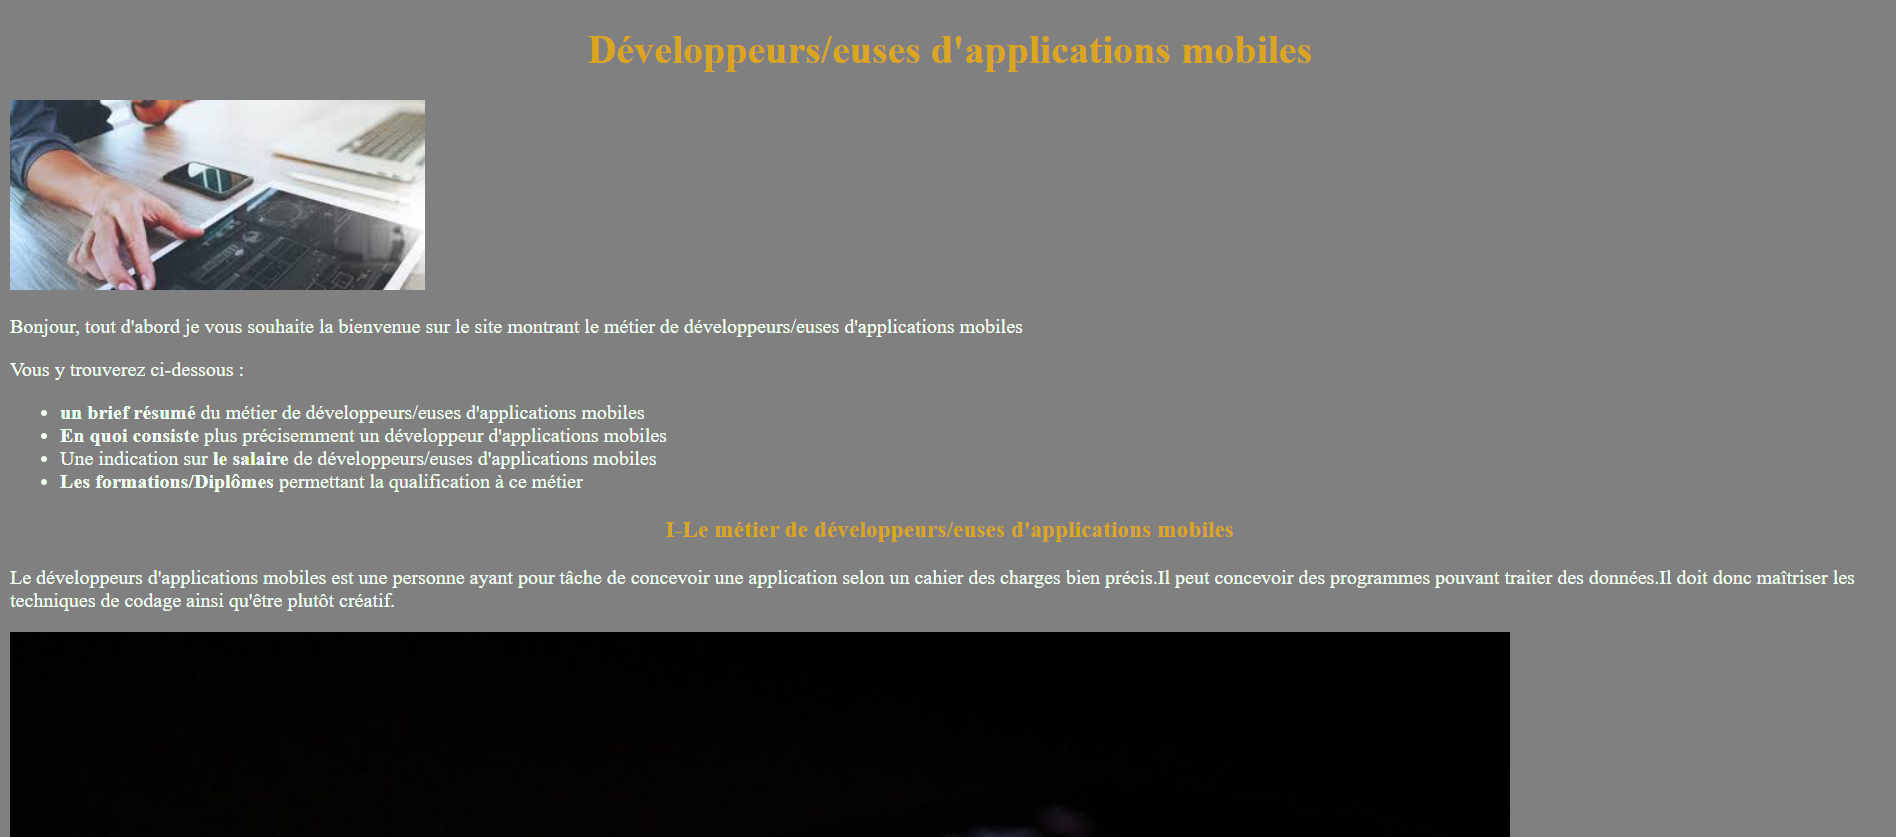 Développeurs/euses d'applications mobiles
Bonjour, tout d'abord je vous souhaite la bienvenue sur le site montrant le métier de développeurs/euses d'applications mobiles
Vous y trouverez ci-dessous :
• un brief résumé du métier de développeurs/euses d'applications mobiles
• En quoi consiste plus précisemment un développeur d'applications mobiles
• Une indication sur le salaire de développeurs/euses d'applications mobiles
• Les formations/Diplômes permettant la qualification à ce métier
I-Le métier de développeurs/euses d'applications mobiles
Le développeurs d'applications mobiles est une personne ayant pour tâche de concevoir une application selon un cahier des charges bien précis.Il peut concevoir des programmes pouvant traiter des données.Il doit donc maîtriser les
techniques de codage ainsi qu'être plutôt créatif.